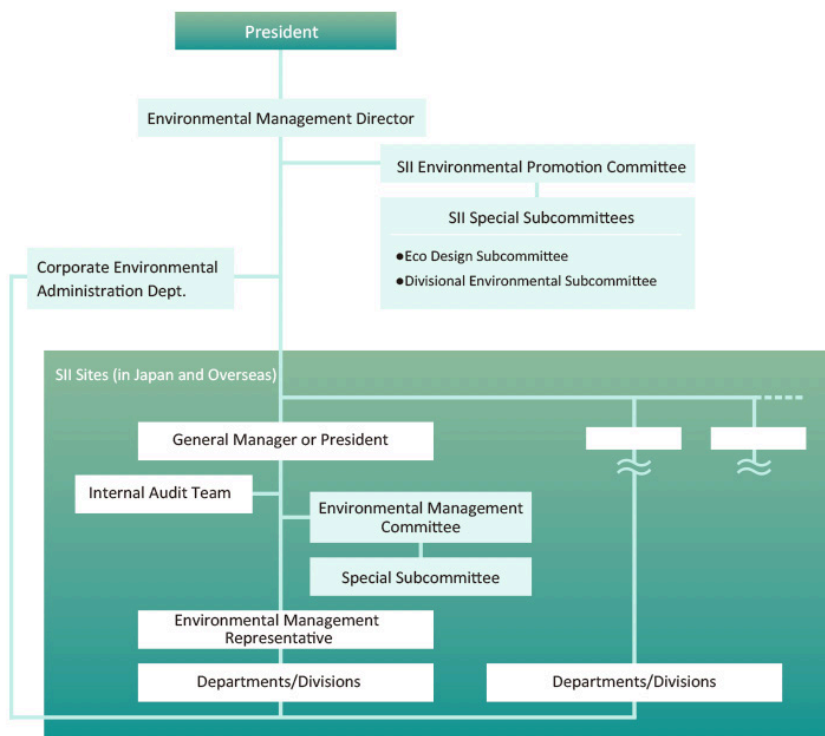 President
Environmental Management Director
SII Environmental Promotion Committee
SII Special Subcommittees
●Eco Design Subcommittee
●Divisional Environmental Subcommittee
Corporate Environmental
Administration Dept.
SII Sites (in Japan and Overseas)
General Manager or President
Internal Audit Team
Environmental Management
Committee
Special Subcommittee
Environmental Management
Representative
Departments/Divisions
Departments/Divisions